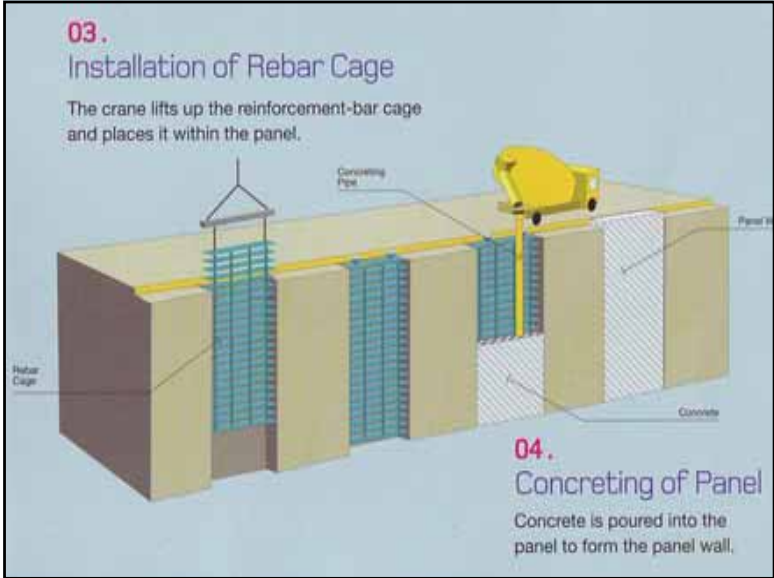 03.
Installation of Rebar Cage
The crane lifts up the reinforcement-bar cage
and places it within the panel.
Concreting
Pipe
Panel
Rebar
Cage
Concrete
04.
Concreting of Panel
Concrete is poured into the
panel to form the panel wall.